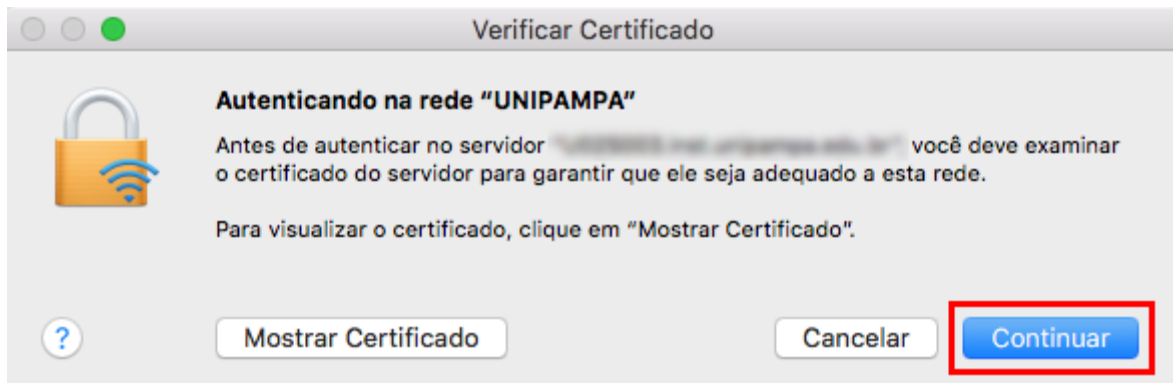 Verificar Certificado
Autenticando na rede “UNIPAMPA”
Antes de autenticar no servidor você deve examinar
o certificado do servidor para garantir que ele seja adequado a esta rede.
Para visualizar o certificado, clique em “Mostrar Certificado”.
? Mostrar Certificado Cancelar Continuar